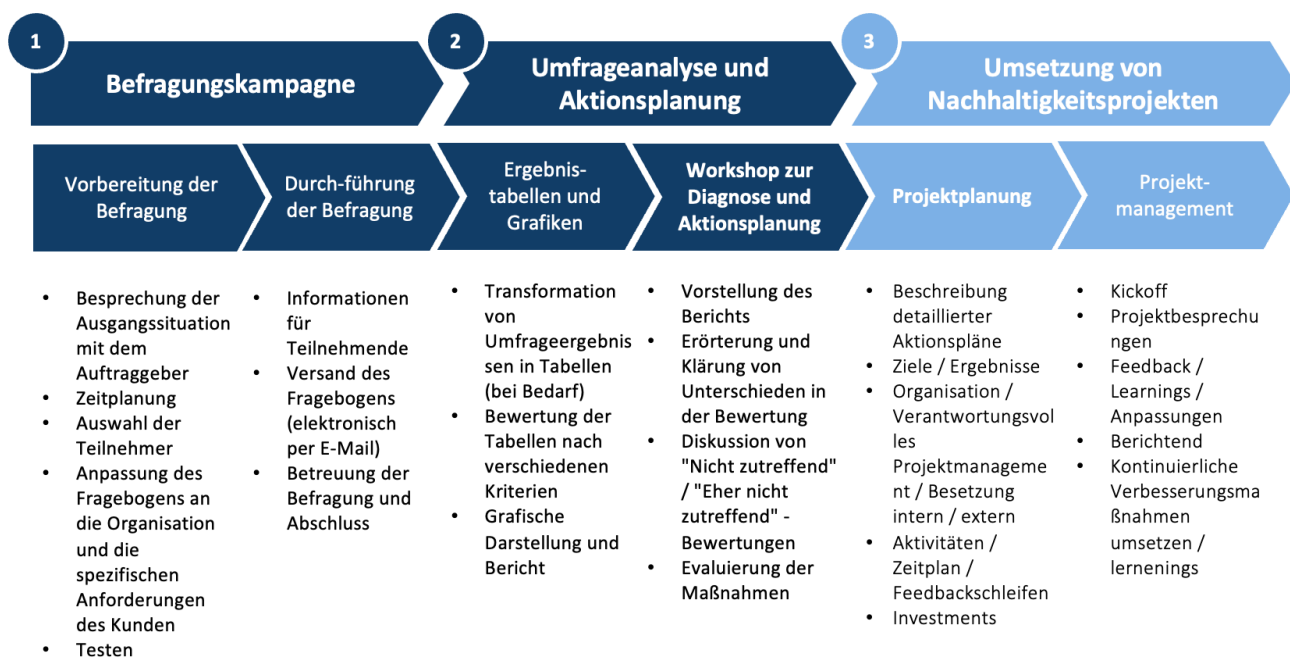 1
Befragungskampagne
2
Umfrageanalyse und
Aktionsplanung
3
Umsetzung von
Nachhaltigkeitsprojekten
Vorbereitung der
Befragung
Durch-führung
der Befragung
Ergebnis-
tabellen und
Grafiken
Workshop zur
Diagnose und
Aktionsplanung
Projektplanung
Projekt-
management
• Besprechung der
Ausgangssituation
mit dem
Auftraggeber
• Zeitplanung
• Auswahl der
Teilnehmer
• Anpassung des
Fragebogens an
die Organisation
und die
spezifischen
Anforderungen
des Kunden
• Testen
• Informationen
für
Teilnehmende
• Versand des
Fragebogens
(elektronisch
per E-Mail)
• Betreuung der
Befragung und
Abschluss
• Transformation
von
Umfrageergebnis
sen in Tabellen
(bei Bedarf)
• Bewertung der
Tabellen nach
verschiedenen
Kriterien
• Grafische
Darstellung und
Bericht
• Vorstellung des
Berichts
• Erörterung und
Klärung von
Unterschieden in
der Bewertung
• Diskussion von
"Nicht zutreffend"
/ "Eher nicht
zutreffend" -
Bewertungen
• Evaluierung der
Maßnahmen
• Beschreibung
detaillierter
Aktionspläne
• Ziele / Ergebnisse
• Organisation /
Verantwortungsvol
les
Projektmanageme
nt / Besetzung
intern / extern
• Aktivitäten /
Zeitplan /
Feedbackschleifen
• Investments
• Kickoff
• Projektbesprechu
ngen
• Feedback /
Learnings /
Anpassungen
• Berichtend
• Kontinuierliche
Verbesserungsma
ßnahmen
umsetzen /
lernenings